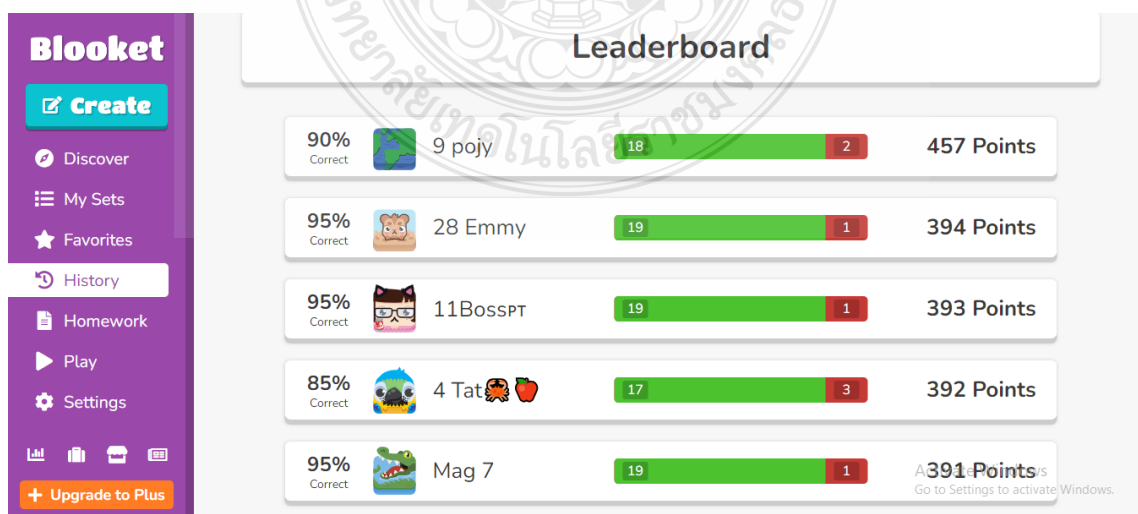 Blooket
Create
Discover
My Sets
Favorites
History
Homework
Play
Settings
+ Upgrade to Plus
Leaderboard
90% Correct 9 pojy 18 2 457 Points
95% Correct 28 Emmy 19 1 394 Points
95% Correct 11Bossᴘᴛ 19 1 393 Points
85% Correct 4 Tat🦀🍎 17 3 392 Points
95% Correct Mag 7 19 1 391 Points
Activate Windows
Go to Settings to activate Windows.